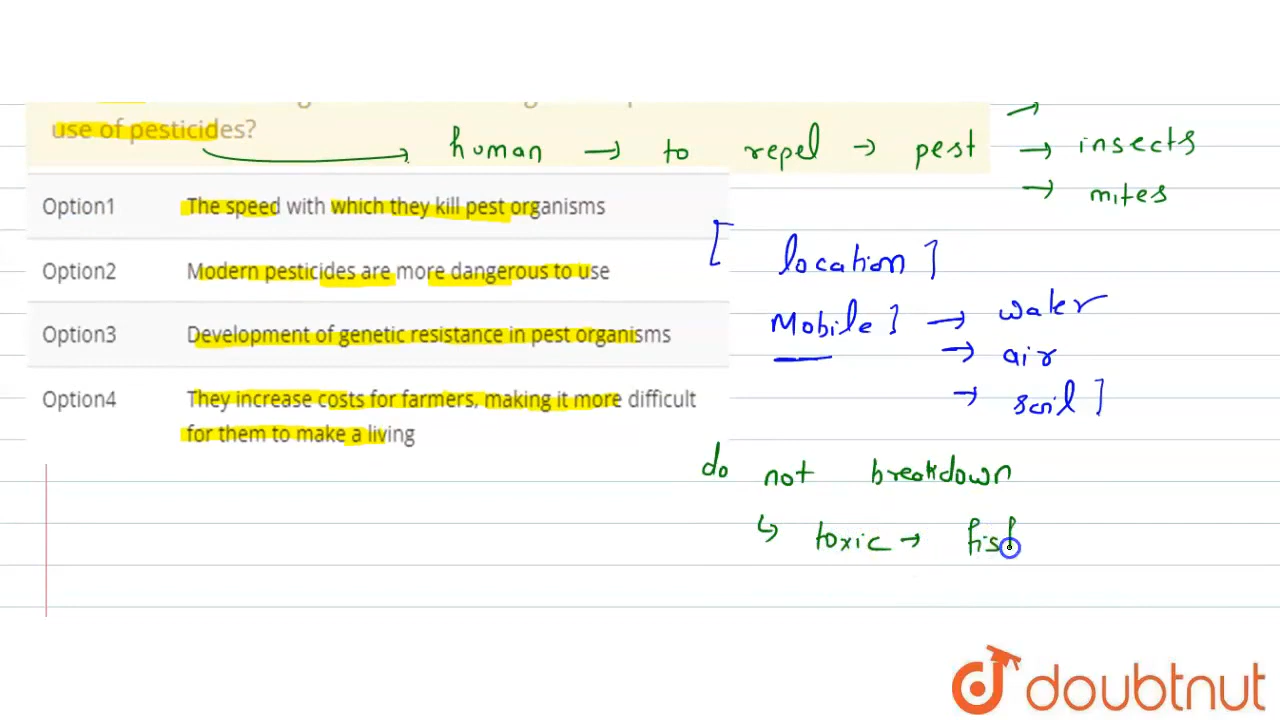 use of pesticides?
human → to repel → pest → insects
→ mites
Option1 The speed with which they kill pest organisms
Option2 Modern pesticides are more dangerous to use
Option3 Development of genetic resistance in pest organisms
Option4 They increase costs for farmers, making it more difficult
for them to make a living
[ location ]
Mobile ] → water
→ air
→ soil ]
do not breakdown
↳ toxic → fish
doubtnut